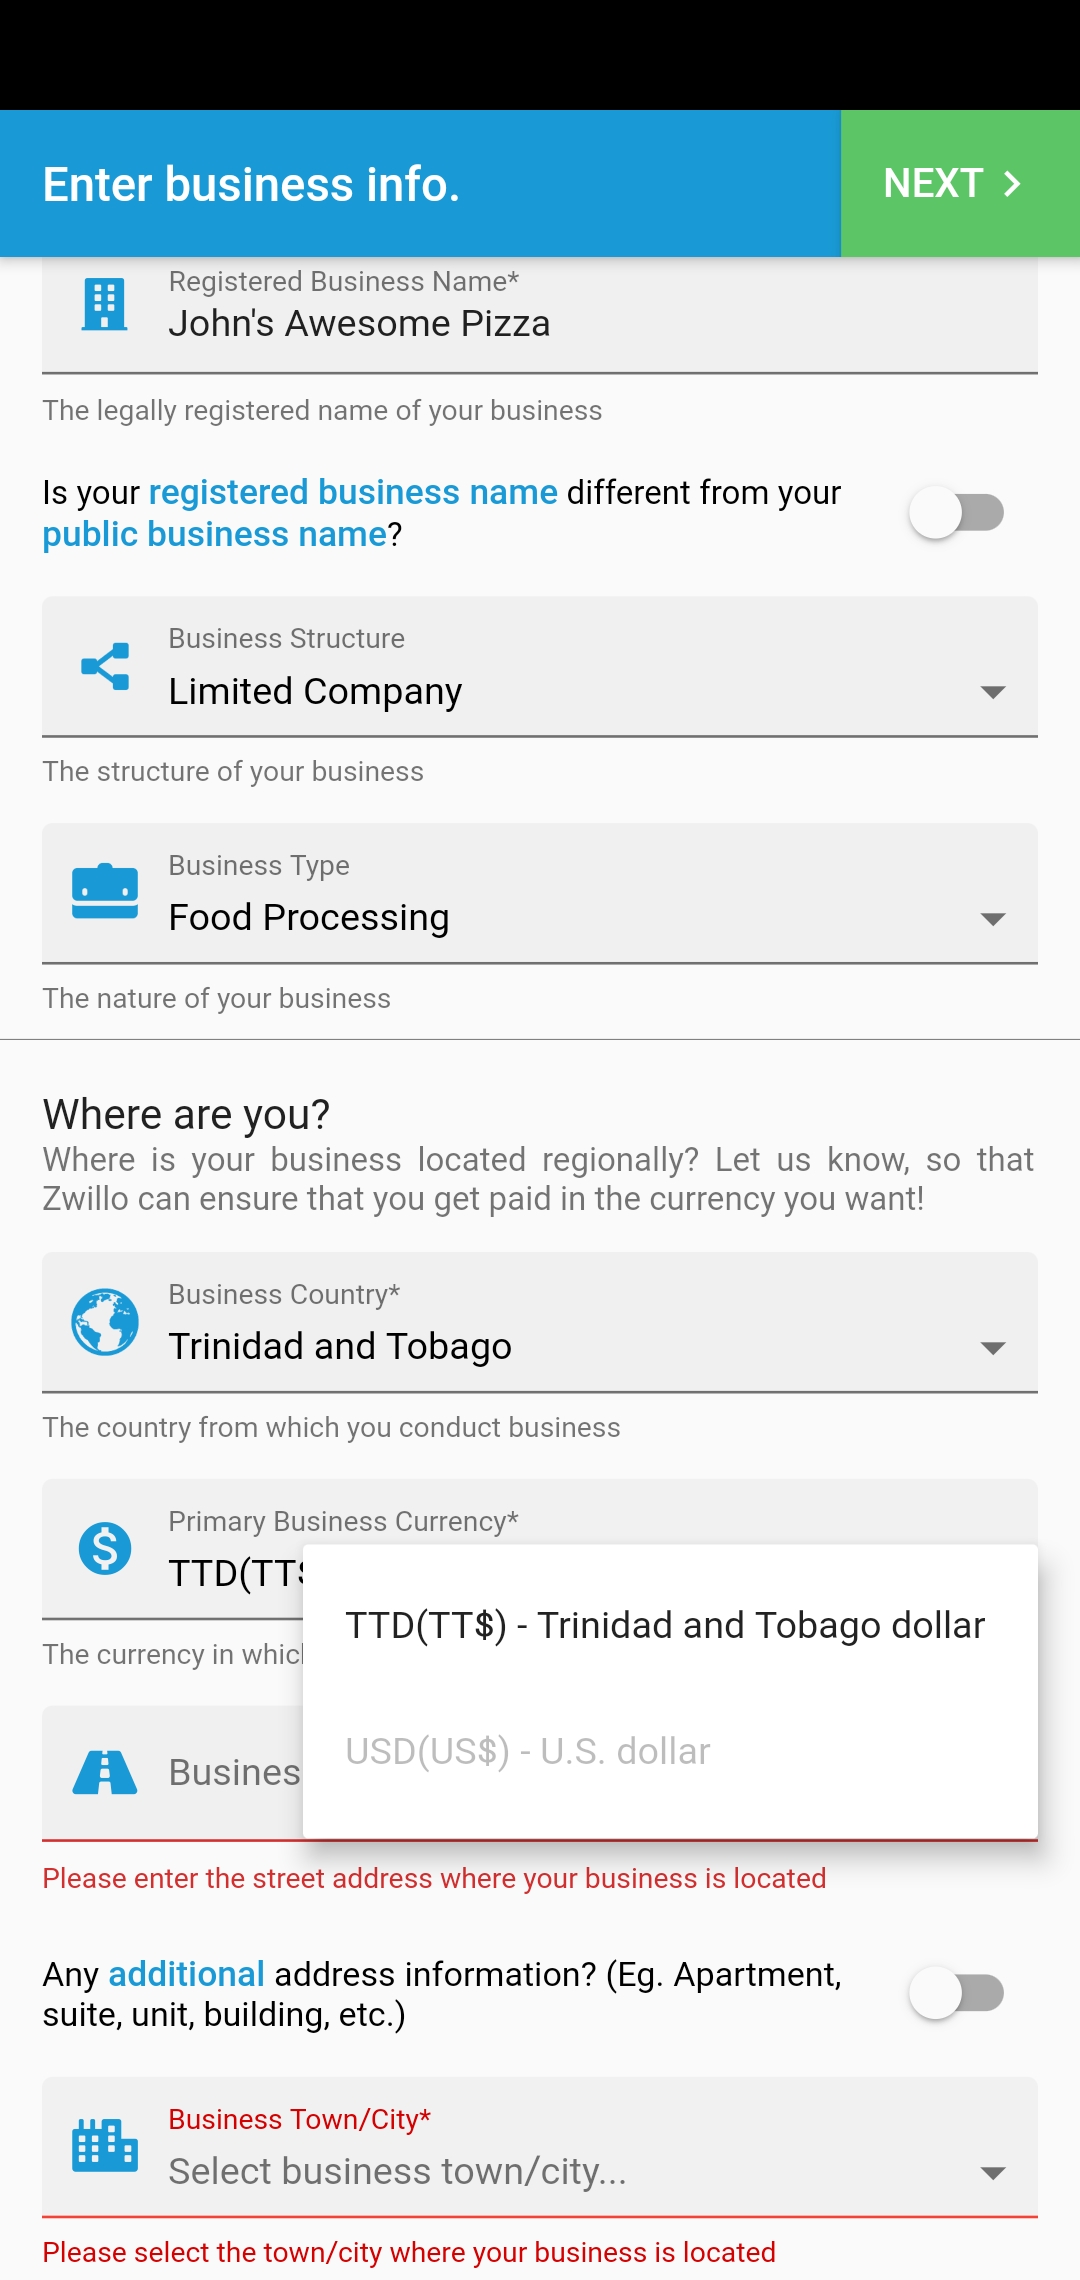 Enter business info.
NEXT
Registered Business Name*
John's Awesome Pizza
The legally registered name of your business
Is your registered business name different from your
public business name?
Business Structure
Limited Company
The structure of your business
Business Type
Food Processing
The nature of your business
Where are you?
Where is your business located regionally? Let us know, so that
Zwillo can ensure that you get paid in the currency you want!
Business Country*
Trinidad and Tobago
The country from which you conduct business
Primary Business Currency*
TTD(TT$
TTD(TT$) - Trinidad and Tobago dollar
The currency in
USD(US$) - U.S. dollar
Please enter the street address where your business is located
Any additional address information? (Eg. Apartment,
suite, unit, building, etc.)
Business Town/City*
Select business town/city...
Please select the town/city where your business is located